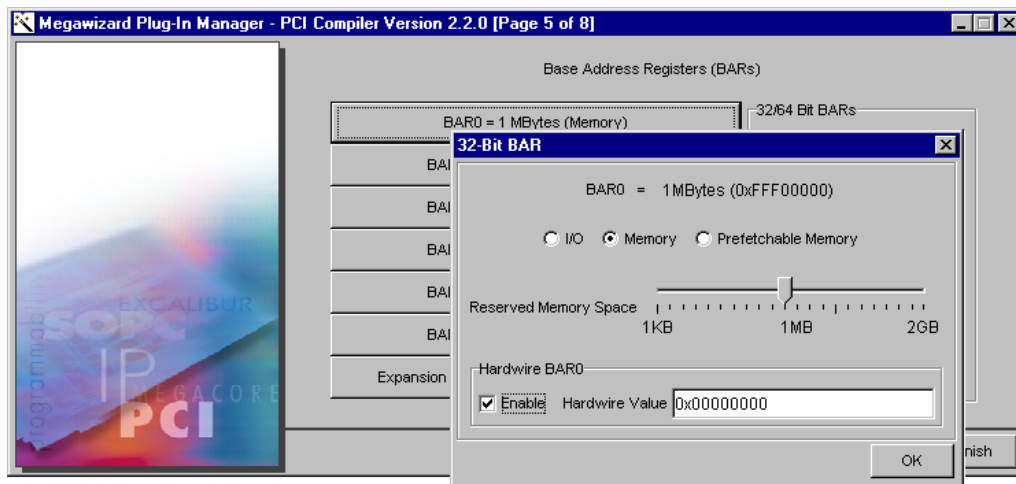 Megawizard Plug-In Manager - PCI Compiler Version 2.2.0 [Page 5 of 8]
Base Address Registers (BARs)
BAR0 = 1 MBytes (Memory)
32/64 Bit BARs
32-Bit BAR
BAR0 = 1MBytes (0xFFF00000)
I/O Memory Prefetchable Memory
Reserved Memory Space
1KB 1MB 2GB
Hardwire BAR0
Enable Hardwire Value 0x00000000
OK
Expansion
EXCALIBUR
SOPC
IP
MEGACORE
PCI